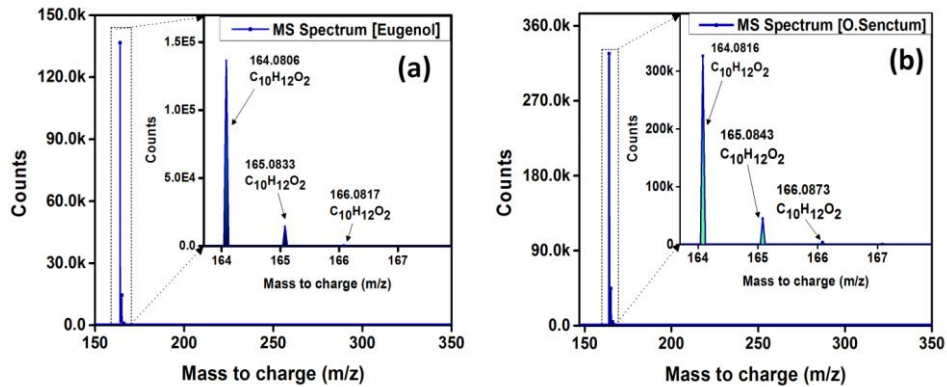 MS Spectrum [Eugenol]
(a)
150.0k
120.0k
90.0k
60.0k
30.0k
0.0
Counts
150 200 250 300 350
Mass to charge (m/z)
1.5E5
1.0E5
5.0E4
0.0
Counts
164 165 166 167
Mass to charge (m/z)
164.0806
C10H12O2
165.0833
C10H12O2
166.0817
C10H12O2
MS Spectrum [O.Senctum]
(b)
360.0k
270.0k
180.0k
90.0k
0.0
Counts
150 200 250 300 350
Mass to charge (m/z)
300k
200k
100k
0
Counts
164 165 166 167
Mass to charge (m/z)
164.0816
C10H12O2
165.0843
C10H12O2
166.0873
C10H12O2